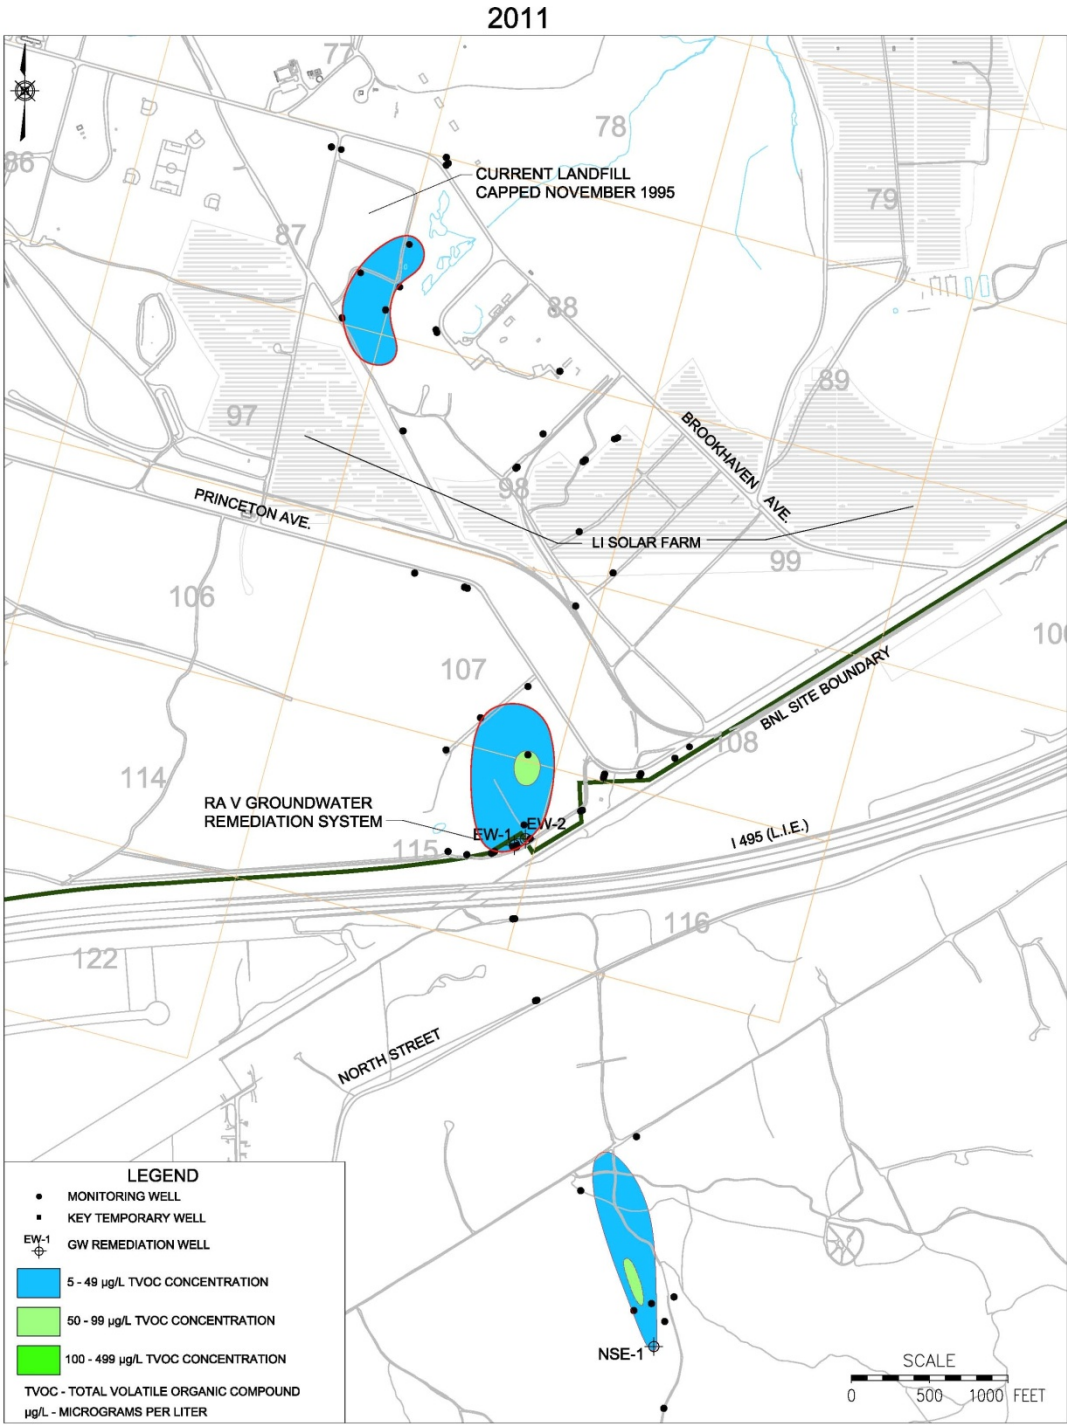 2011
77
78
86
CURRENT LANDFILL
CAPPED NOVEMBER 1995
79
87
88
89
97
BROOKHAVEN AVE.
98
PRINCETON AVE.
LI SOLAR FARM
99
106
100
107
BNL SITE BOUNDARY
108
114
RA V GROUNDWATER
REMEDIATION SYSTEM
EW-1
EW-2
I 495 (L.I.E.)
115
116
122
NORTH STREET
LEGEND
MONITORING WELL
KEY TEMPORARY WELL
EW-1
GW REMEDIATION WELL
5 - 49 µg/L TVOC CONCENTRATION
50 - 99 µg/L TVOC CONCENTRATION
100 - 499 µg/L TVOC CONCENTRATION
TVOC - TOTAL VOLATILE ORGANIC COMPOUND
µg/L - MICROGRAMS PER LITER
NSE-1
SCALE
0 500 1000 FEET